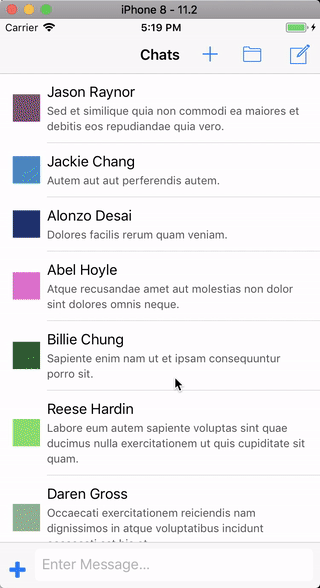 iPhone 8 - 11.2
Carrier 5:19 PM
Chats
Jason Raynor
Sed et similique quia non commodi ea maiores et
debitis eos repudiandae quia vero.
Jackie Chang
Autem aut aut perferendis autem.
Alonzo Desai
Dolores facilis rerum quam veniam.
Abel Hoyle
Atque recusandae amet aut molestias non dolor
sint dolores omnis neque.
Billie Chung
Sapiente enim nam ut et ipsam consequuntur
porro sit.
Reese Hardin
Labore eum autem sapiente voluptas sint quae
ducimus nulla exercitationem ut quis cupiditate sit
quam.
Daren Gross
Occaecati exercitationem reiciendis nam
dignissimos in atque voluptatibus incidunt
Enter Message...